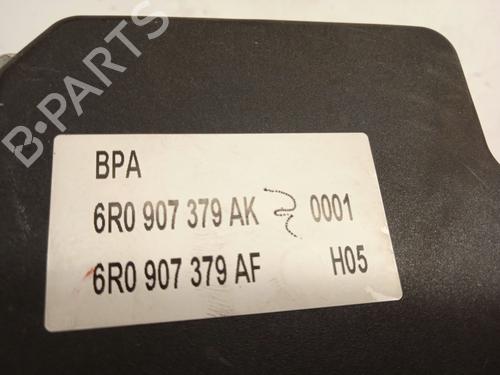 B-PARTS
BPA
6R0 907 379 AK 0001
6R0 907 379 AF H05